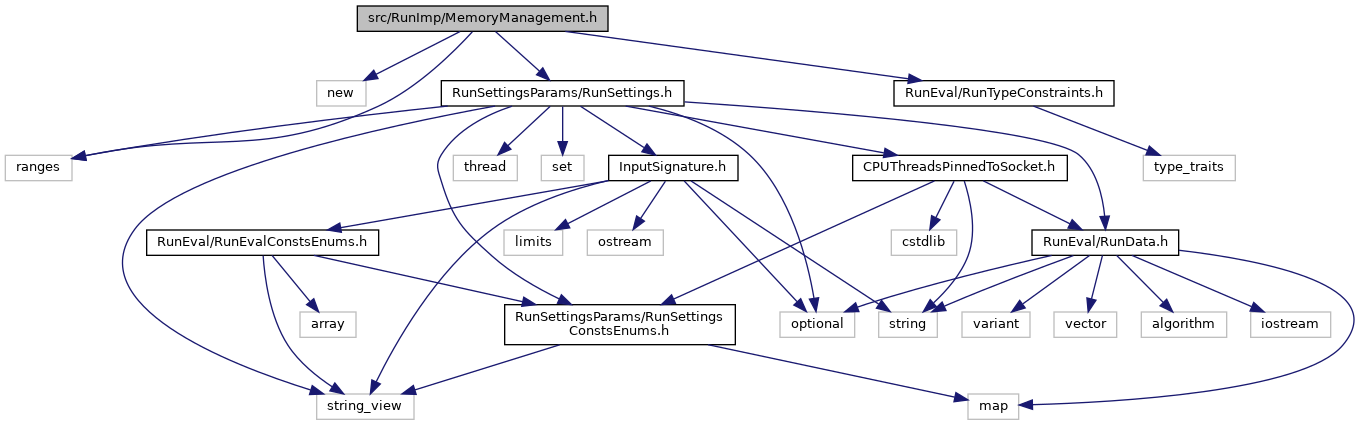 src/RunImp/MemoryManagement.h
new
RunSettingsParams/RunSettings.h
RunEval/RunTypeConstraints.h
ranges
thread
set
InputSignature.h
CPUThreadsPinnedToSocket.h
type_traits
RunEval/RunEvalConstsEnums.h
limits
ostream
cstdlib
RunEval/RunData.h
array
RunSettingsParams/RunSettings
ConstsEnums.h
optional
string
variant
vector
algorithm
iostream
string_view
map